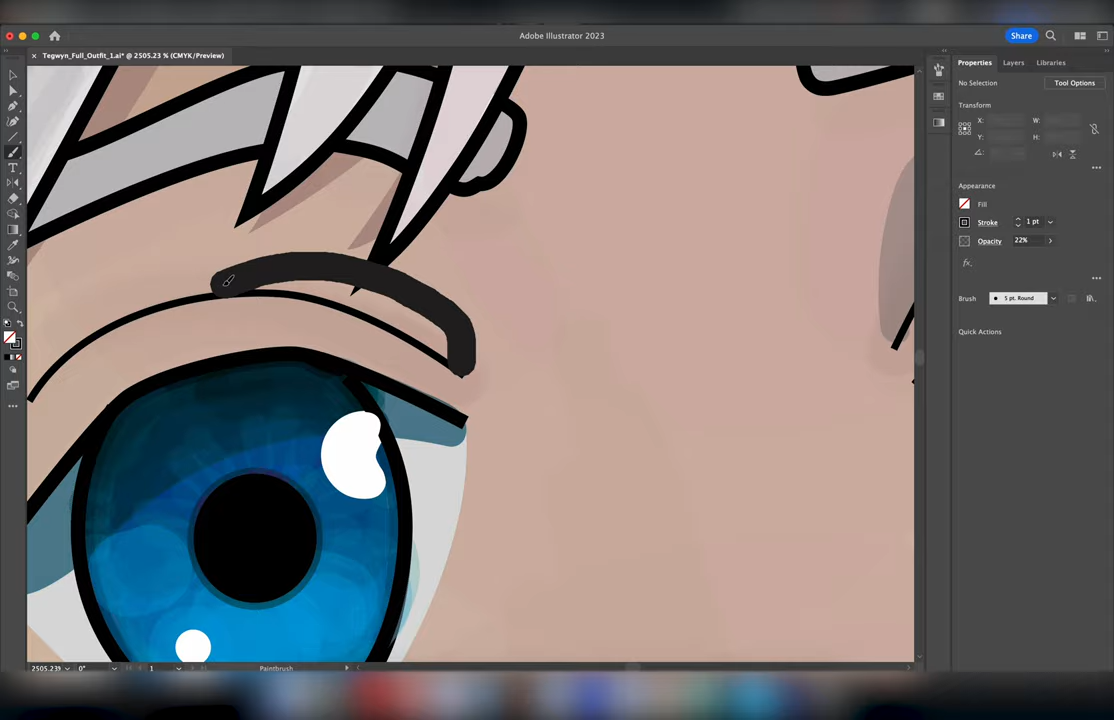 Adobe Illustrator 2023
Share
× Tegwyn_Full_Outfit_1.ai* @ 2505.23 % (CMYK/Preview)
Properties Layers Libraries
No Selection
Tool Options
Transform
X: W:
Y: H:
Appearance
Fill
Stroke 1 pt
Opacity 22%
fx.
Brush 5 pt. Round
Quick Actions
T
2505.239 0° 1 Paintbrush